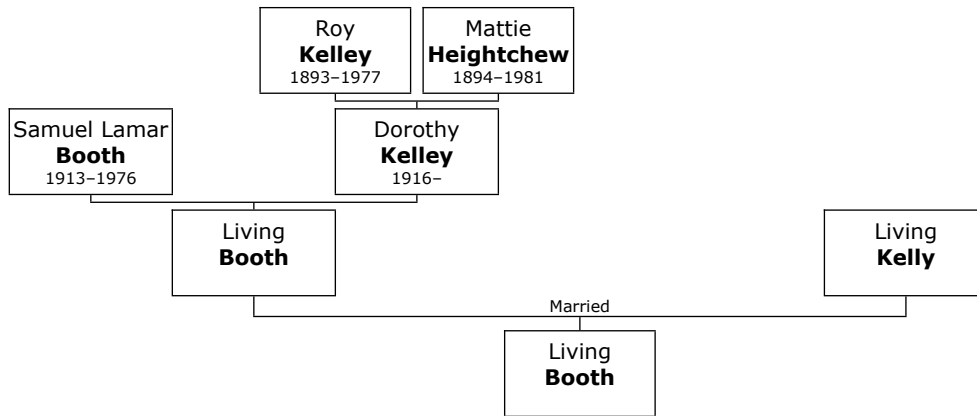 Roy
Kelley
1893–1977
Mattie
Heightchew
1894–1981
Samuel Lamar
Booth
1913–1976
Dorothy
Kelley
1916–
Living
Booth
Living
Kelly
Married
Living
Booth